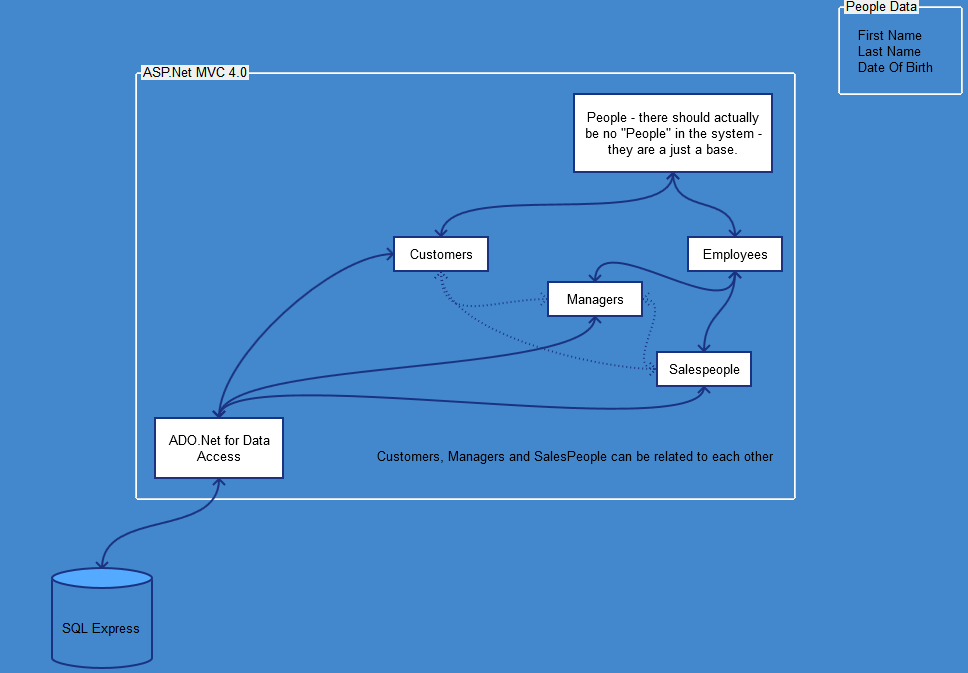 People Data
First Name
Last Name
Date Of Birth
ASP.Net MVC 4.0
People - there should actually
be no "People" in the system -
they are a just a base.
Customers
Employees
Managers
Salespeople
ADO.Net for Data
Access
Customers, Managers and SalesPeople can be related to each other
SQL Express